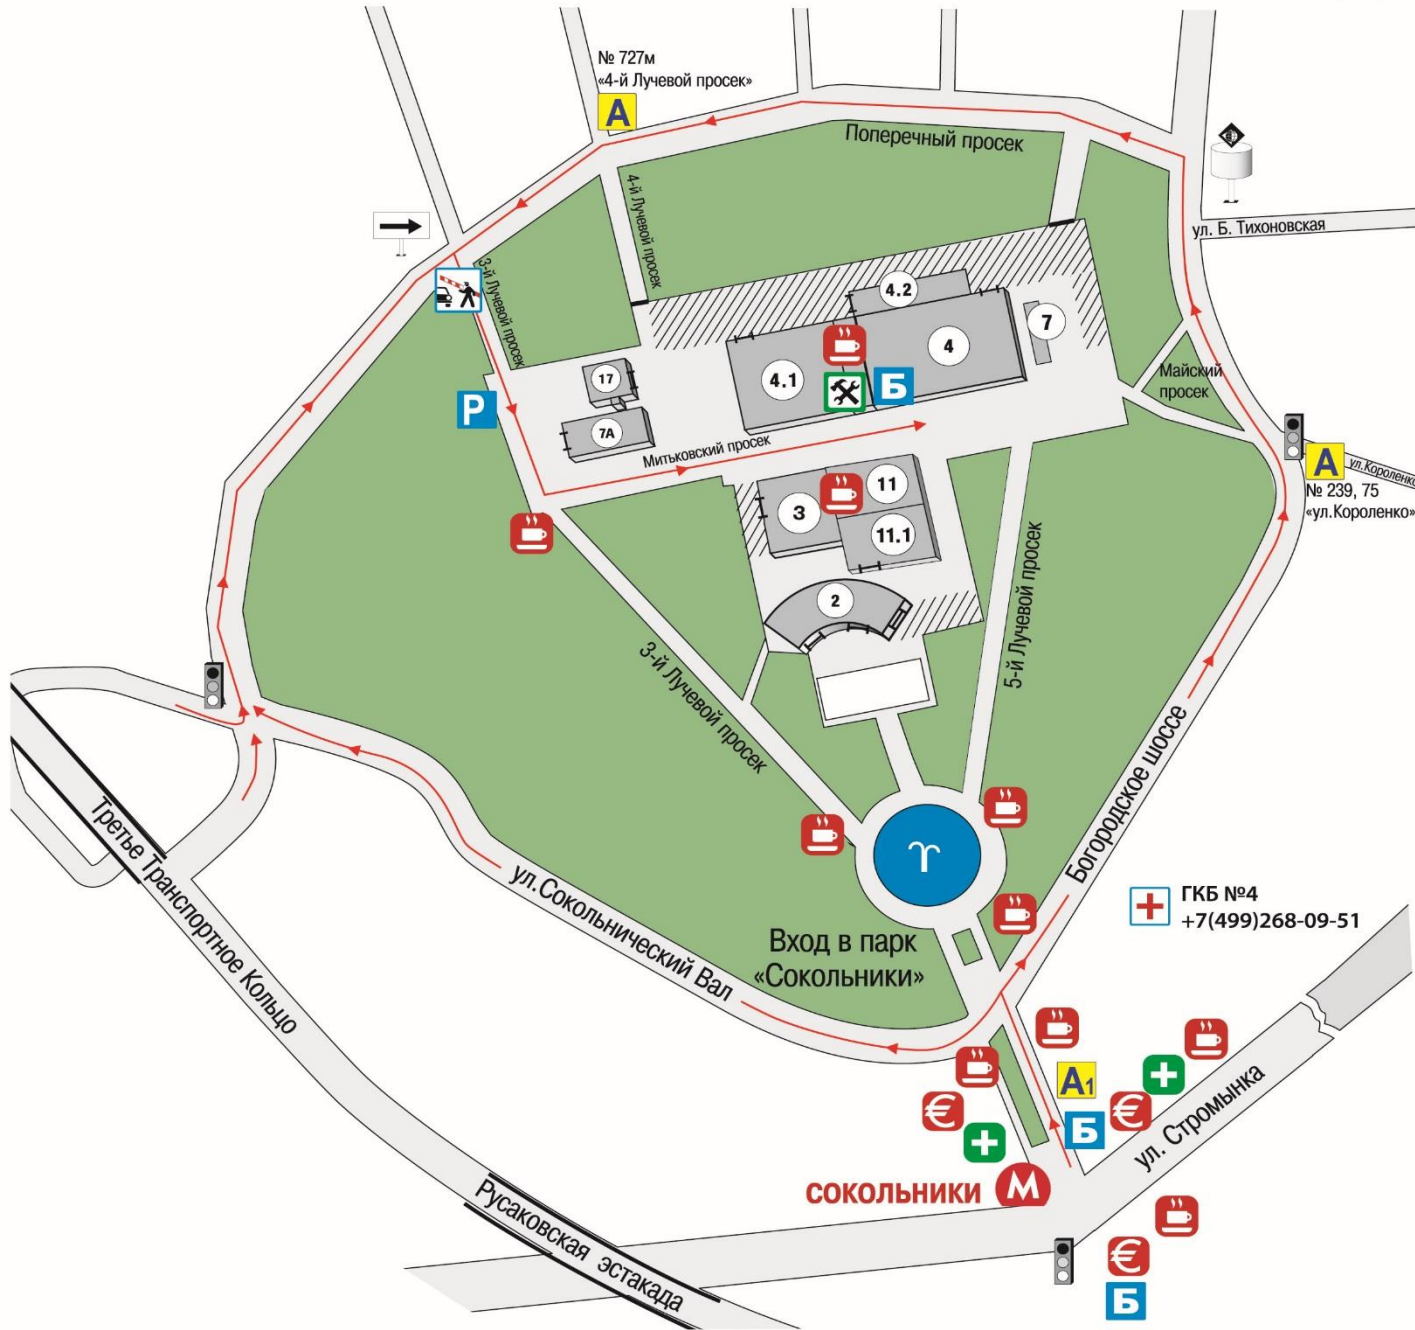 № 727м
«4-й Лучевой просек»
А
Поперечный просек
4-й Лучевой просек
ул. Б. Тихоновская
3-й Лучевой просек
4.2
4
7
4.1
Б
17
7А
Р
Майский
просек
Митьковский просек
А
ул.Короленко
№ 239, 75
«ул.Короленко»
3
11
11.1
2
5-й Лучевой просек
3-й Лучевой просек
Богородское шоссе
Третье Транспортное Кольцо
ул.Сокольнический Вал
ГКБ №4
+7(499)268-09-51
Вход в парк
«Сокольники»
А1
€
€
Б
ул. Стромынка
СОКОЛЬНИКИ
М
Русаковская эстакада
€
Б